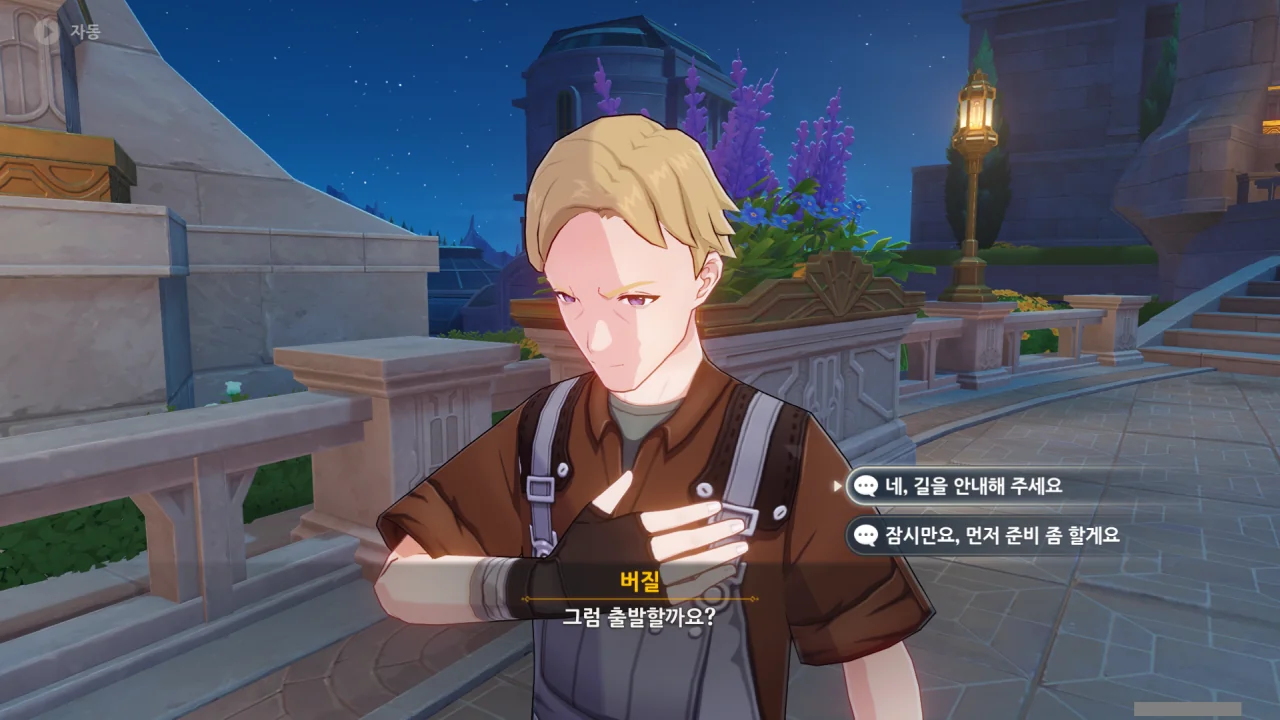 자동
네, 길을 안내해 주세요
잠시만요, 먼저 준비 좀 할게요
버질
그럼 출발할까요?